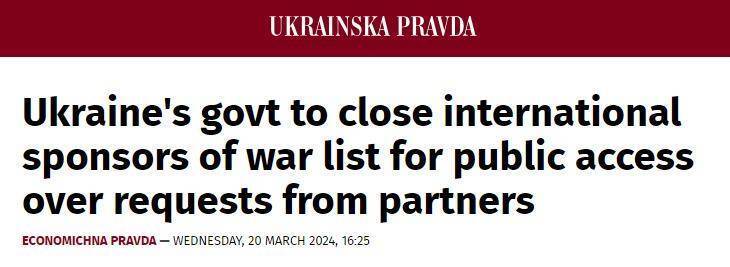 UKRAINSKA PRAVDA
Ukraine's govt to close international
sponsors of war list for public access
over requests from partners
ECONOMICHNA PRAVDA — WEDNESDAY, 20 MARCH 2024, 16:25